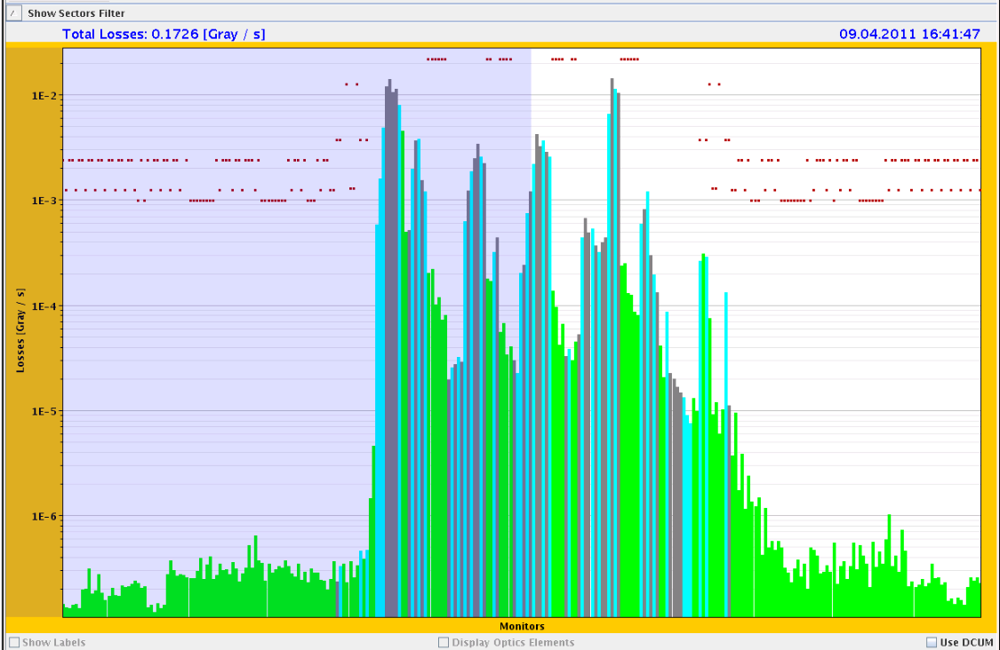 Show Sectors Filter
Total Losses: 0.1726 [Gray / s] 09.04.2011 16:41:47
1E-2
1E-3
1E-4
1E-5
1E-6
Losses [Gray / s]
Monitors
Show Labels Display Optics Elements Use DCUM